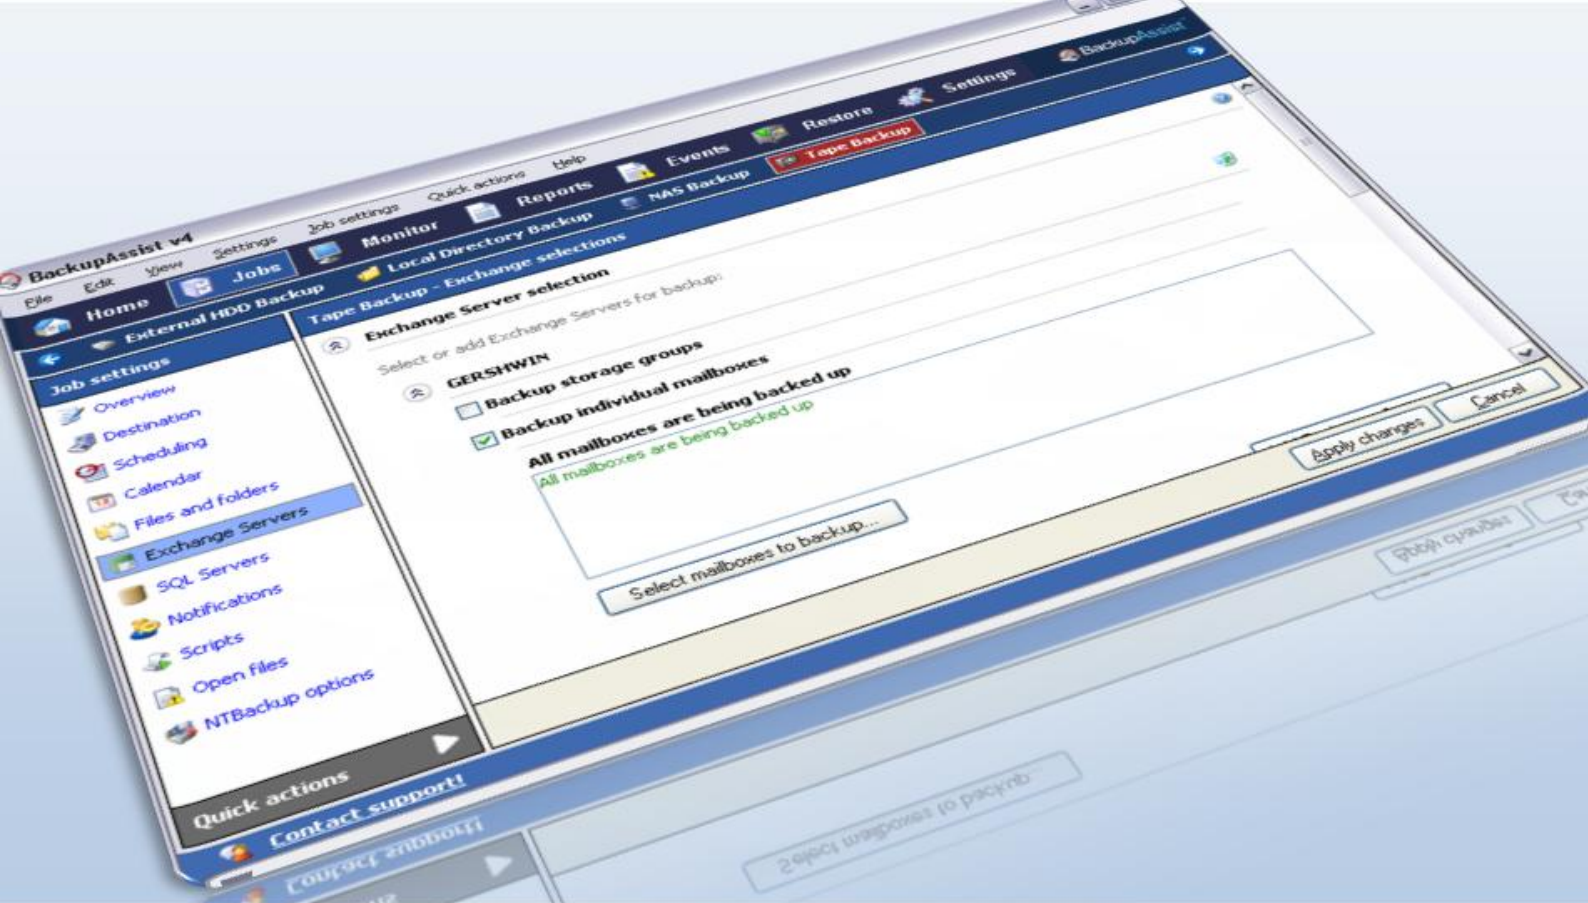 BackupAssist v4
File Edit View Settings Job settings Quick actions Help
Home Jobs Monitor Reports Events Restore Settings BackupAssist
External HDD Backup Local Directory Backup NAS Backup Tape Backup
Job settings
Overview
Destination
Scheduling
Calendar
Files and folders
Exchange Servers
SQL Servers
Notifications
Scripts
Open files
NTBackup options
Quick actions
Contact support!
Tape Backup - Exchange selections
Exchange Server selection
Select or add Exchange Servers for backup:
GERSHWIN
Backup storage groups
Backup individual mailboxes
All mailboxes are being backed up
All mailboxes are being backed up
Select mailboxes to backup...
Apply changes Cancel